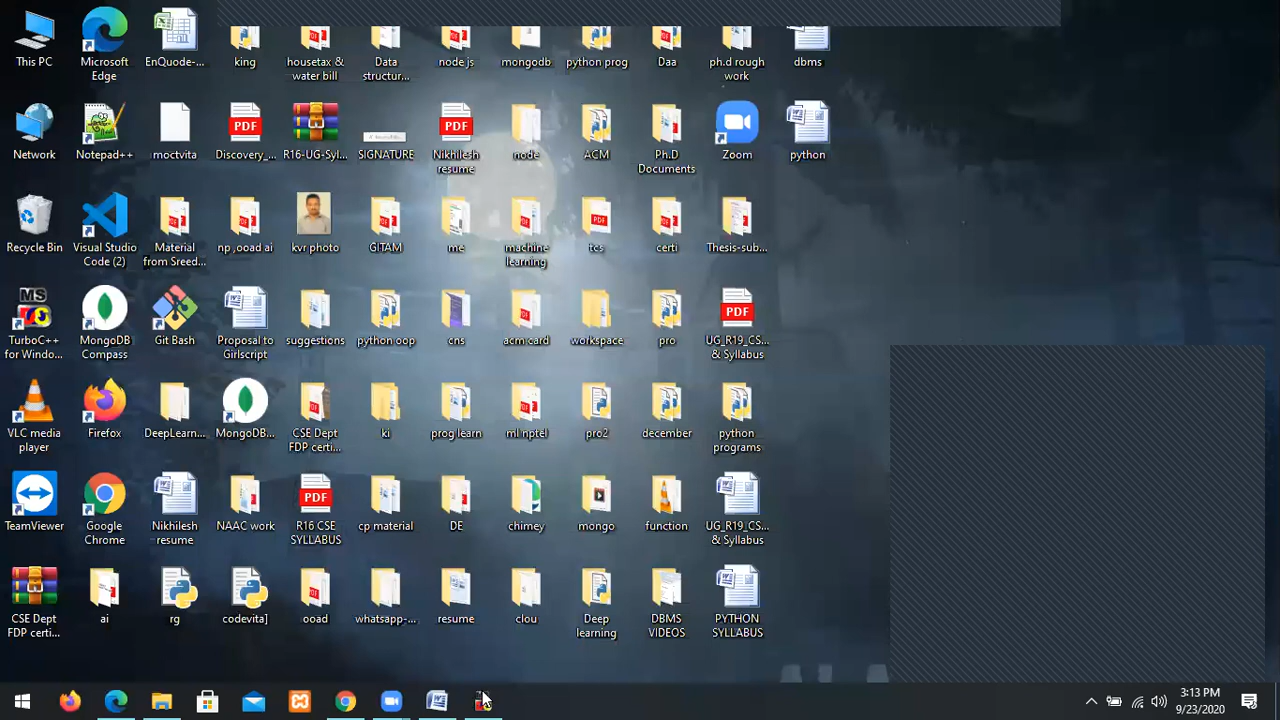 This PC
Microsoft
Edge
EnQuode-...
king
housetax &
water bill
Data
structur...
node js
mongodb
python prog
Daa
ph.d rough
work
dbms
Network
Notepad++
moctvita
PDF
Discovery_...
R16-UG-Syl...
SIGNATURE
PDF
Nikhilesh
resume
node
ACM
Ph.D
Documents
Zoom
python
Recycle Bin
Visual Studio
Code (2)
Material
from Sreed...
np ,ooad ai
kvr photo
GITAM
me
machine
learning
PDF
tcs
certi
Thesis-sub...
MS
TurboC++
for Windo...
MongoDB
Compass
Git Bash
Proposal to
Girlscript
suggestions
python oop
cns
acm card
workspace
pro
PDF
UG_R19_CS...
& Syllabus
VLC media
player
Firefox
DeepLearn...
MongoDB...
CSE Dept
FDP certi...
ki
prog learn
ml nptel
pro2
december
python
programs
TeamViewer
Google
Chrome
Nikhilesh
resume
NAAC work
PDF
R16 CSE
SYLLABUS
cp material
DE
chimey
mongo
function
UG_R19_CS...
& Syllabus
CSE Dept
FDP certi...
ai
rg
codevita]
ooad
whatsapp-...
resume
clou
Deep
learning
DBMS
VIDEOS
PYTHON
SYLLABUS
3:13 PM
9/23/2020